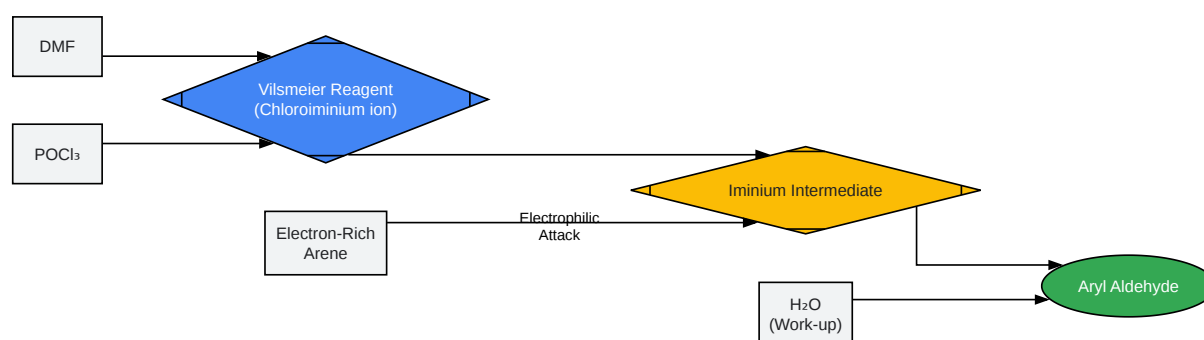 DMF
Vilsmeier Reagent
(Chloroiminium ion)
POCl₃
Iminium Intermediate
Electron-Rich
Arene
Electrophilic
Attack
Aryl Aldehyde
H₂O
(Work-up)